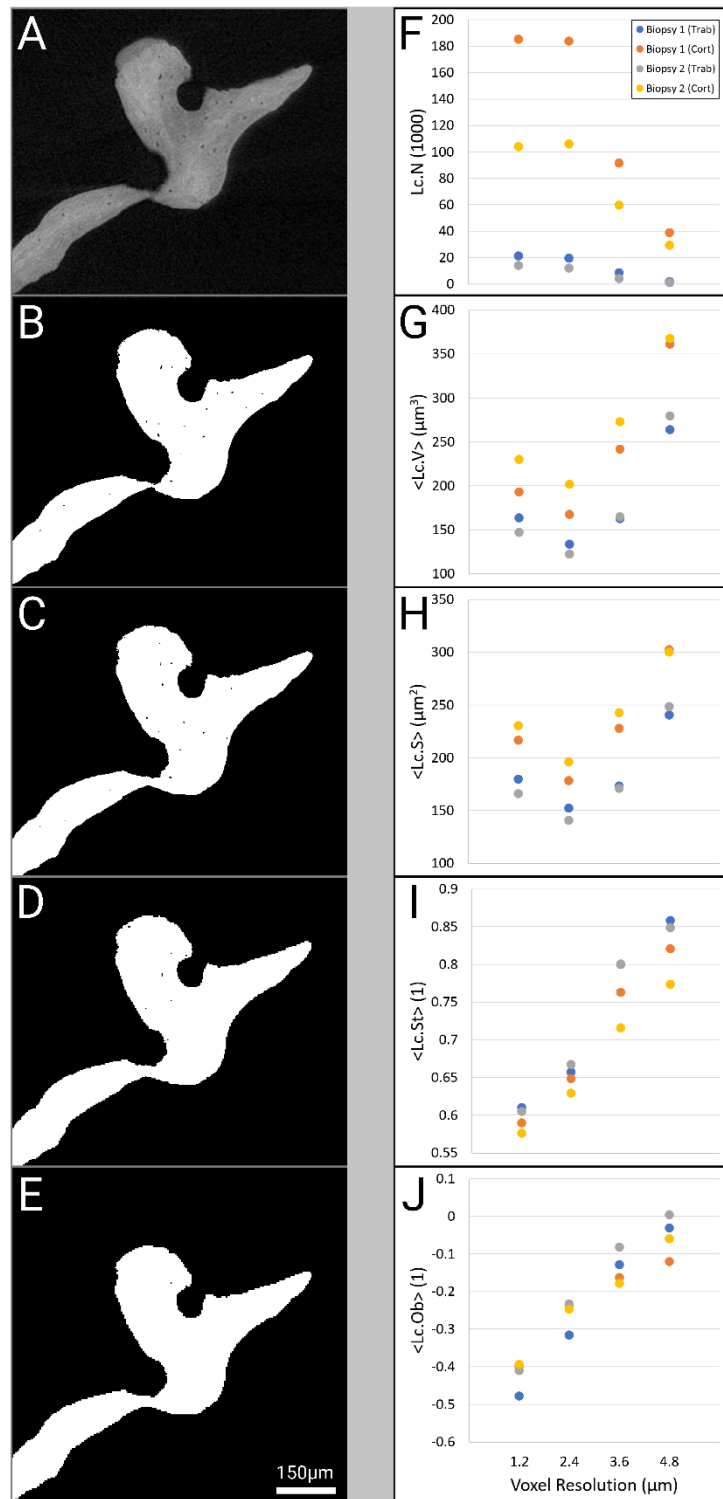 A
B
C
D
E
150µm
F
Lc.N (1000)
200
180
160
140
120
100
80
60
40
20
0
Biopsy 1 (Trab)
Biopsy 1 (Cort)
Biopsy 2 (Trab)
Biopsy 2 (Cort)
G
<Lc.V> (µm³)
400
350
300
250
200
150
100
H
<Lc.S> (µm²)
350
300
250
200
150
100
I
<Lc.St> (1)
0.9
0.85
0.8
0.75
0.7
0.65
0.6
0.55
J
<Lc.Ob> (1)
0.1
0
-0.1
-0.2
-0.3
-0.4
-0.5
-0.6
1.2 2.4 3.6 4.8
Voxel Resolution (µm)